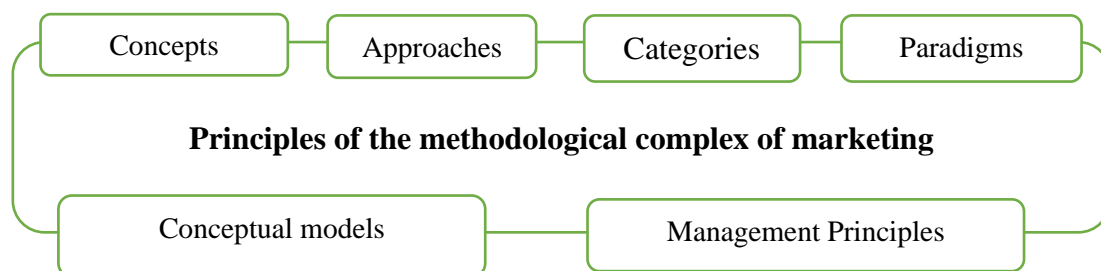 Concepts
Approaches
Categories
Paradigms
Principles of the methodological complex of marketing
Conceptual models
Management Principles